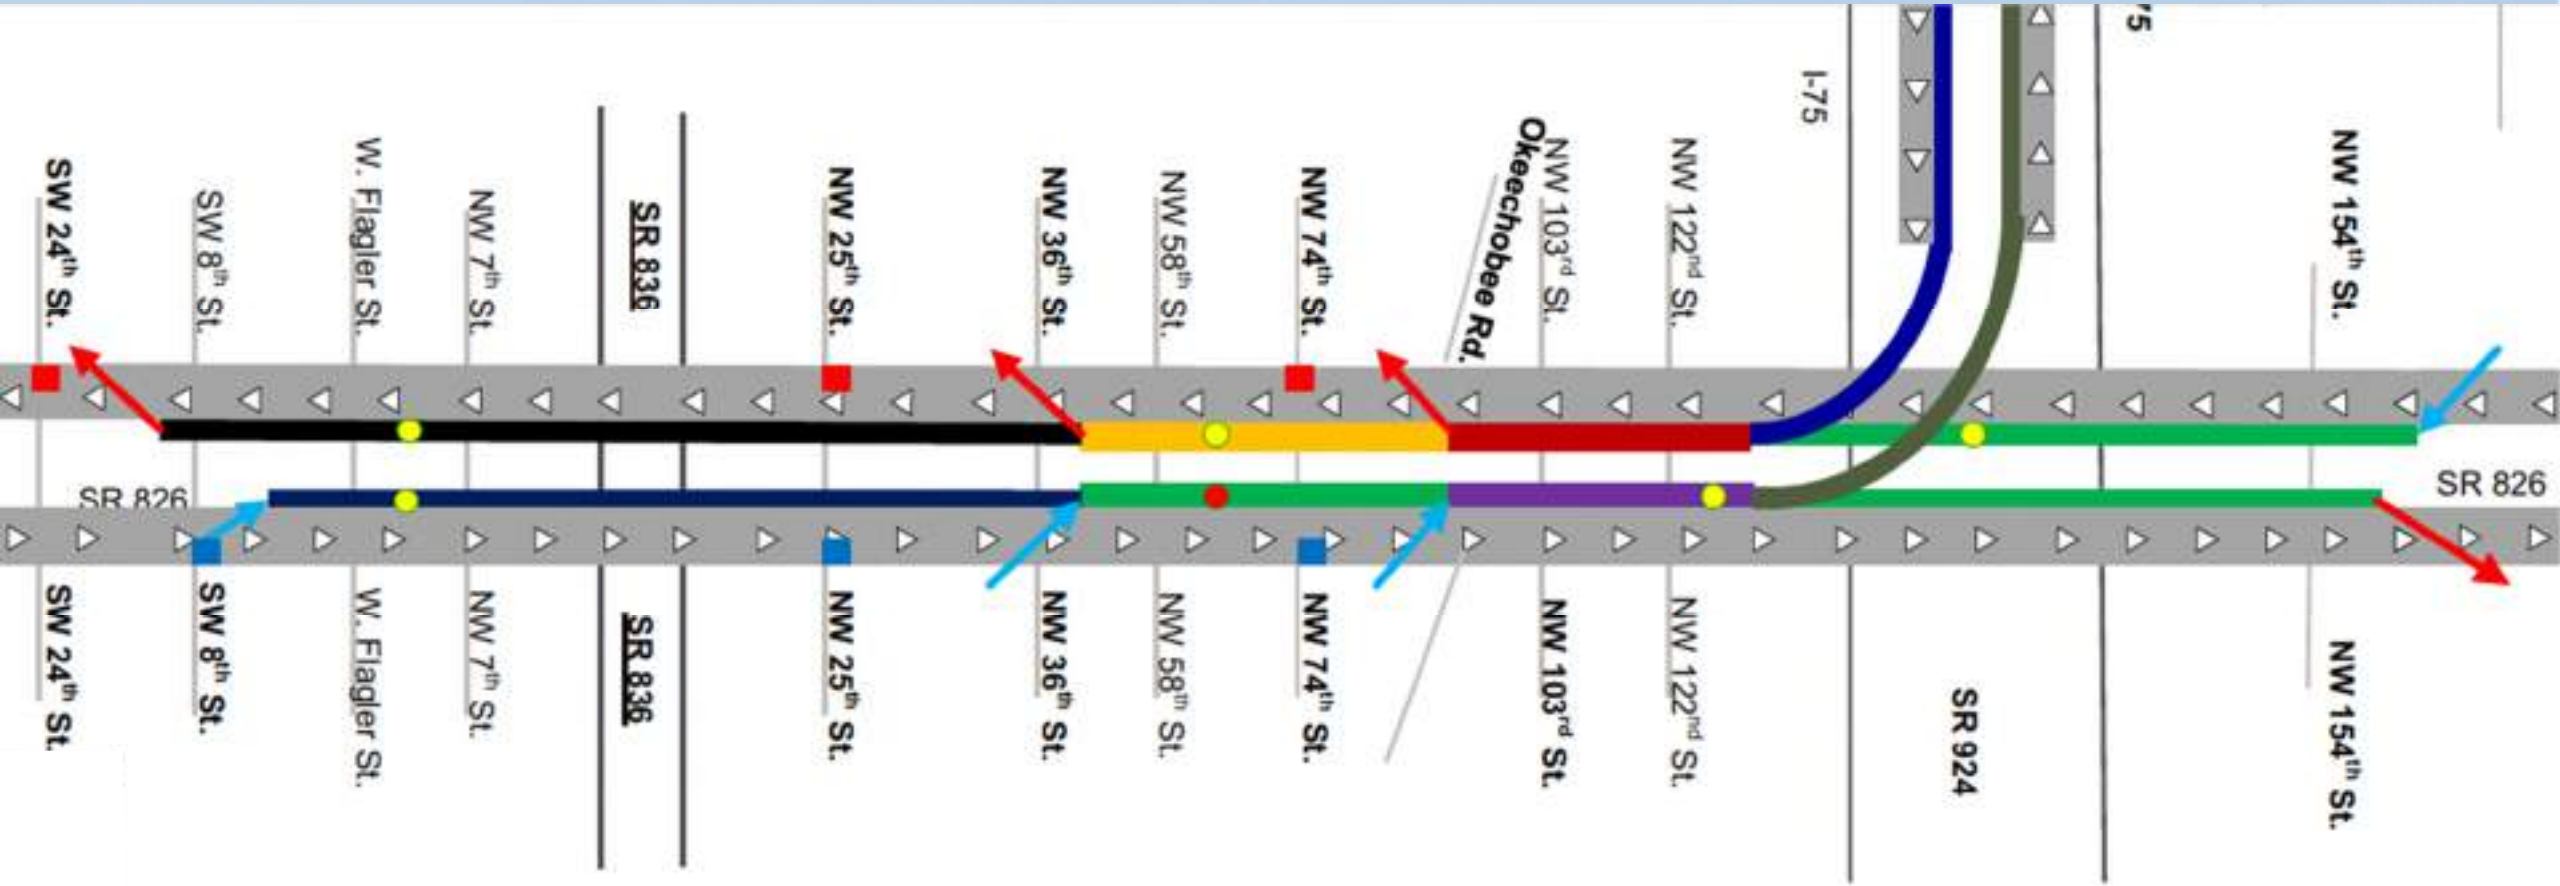 75
I-75
SW 24th St.
SW 8th St.
W. Flagler St.
NW 7th St.
SR 836
NW 25th St.
NW 36th St.
NW 58th St.
NW 74th St.
Okeechobee Rd.
NW 103rd St.
NW 122nd St.
NW 154th St.
SR 826
SR 826
SW 24th St.
SW 8th St.
W. Flagler St.
NW 7th St.
SR 836
NW 25th St.
NW 36th St.
NW 58th St.
NW 74th St.
NW 103rd St.
NW 122nd St.
SR 924
NW 154th St.